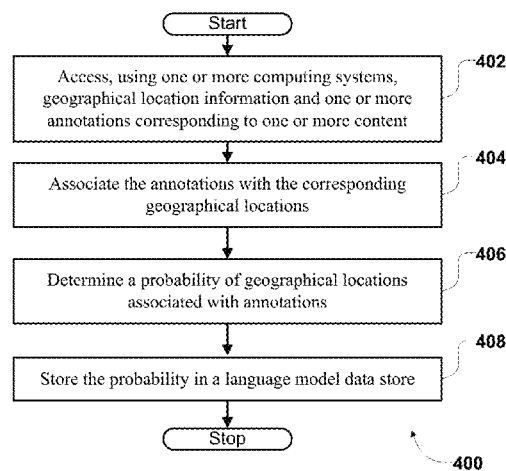 Start
Access, using one or more computing systems,
geographical location information and one or more
annotations corresponding to one or more content
402
Associate the annotations with the corresponding
geographical locations
404
Determine a probability of geographical locations
associated with annotations
406
Store the probability in a language model data store
408
Stop
400